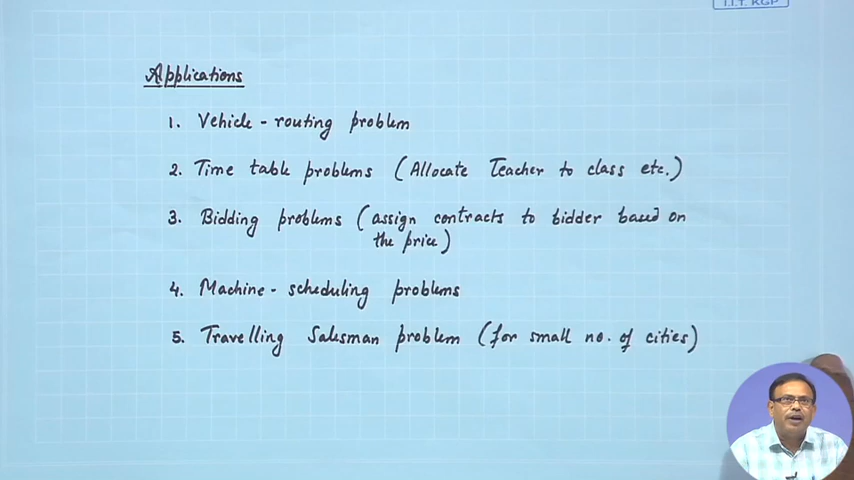 I.I.T. KGP
Applications
1. Vehicle - routing problem
2. Time table problems (Allocate Teacher to class etc.)
3. Bidding problems (assign contracts to bidder based on
the price)
4. Machine - scheduling problems
5. Travelling Salesman problem (for small no. of cities)